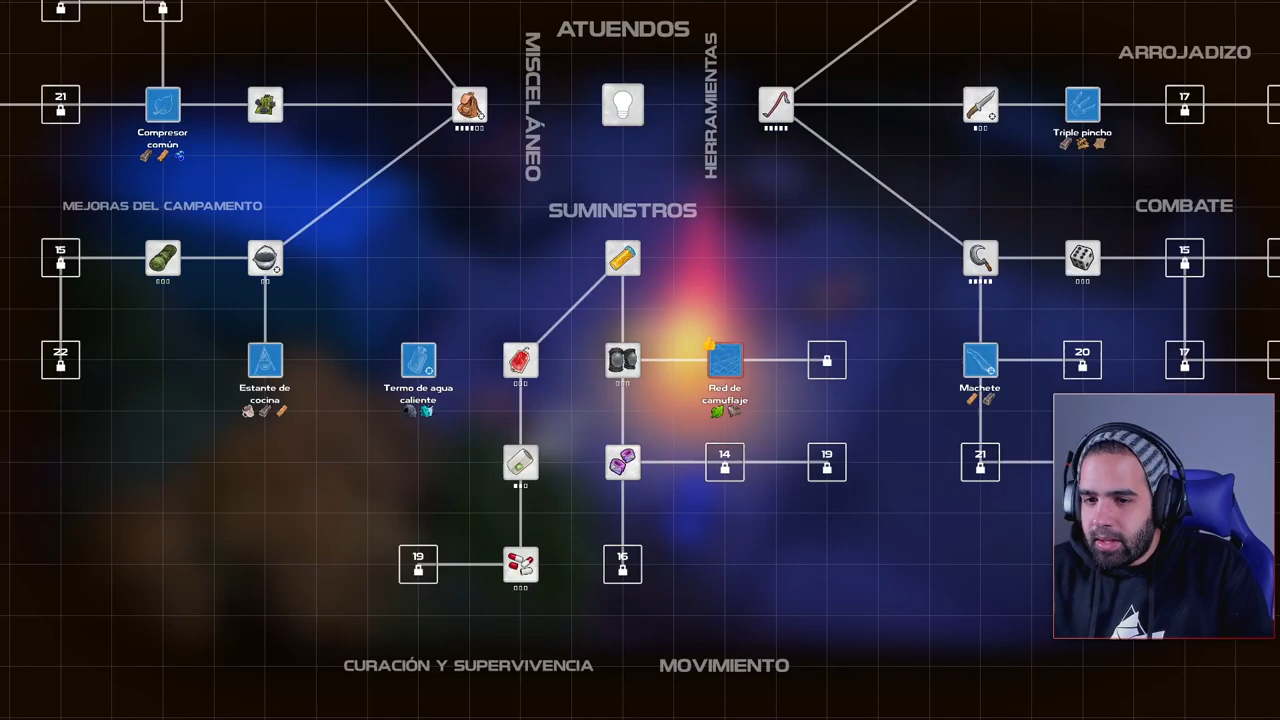 ATUENDOS
MISCELÁNEO
HERRAMIENTAS
ARROJADIZO
21
Compresor
común
Triple pincho
17
MEJORAS DEL CAMPAMENTO
SUMINISTROS
COMBATE
15
15
22
Estante de
cocina
Termo de agua
caliente
Red de
camuflaje
Machete
20
17
14
19
21
19
16
CURACIÓN Y SUPERVIVENCIA
MOVIMIENTO